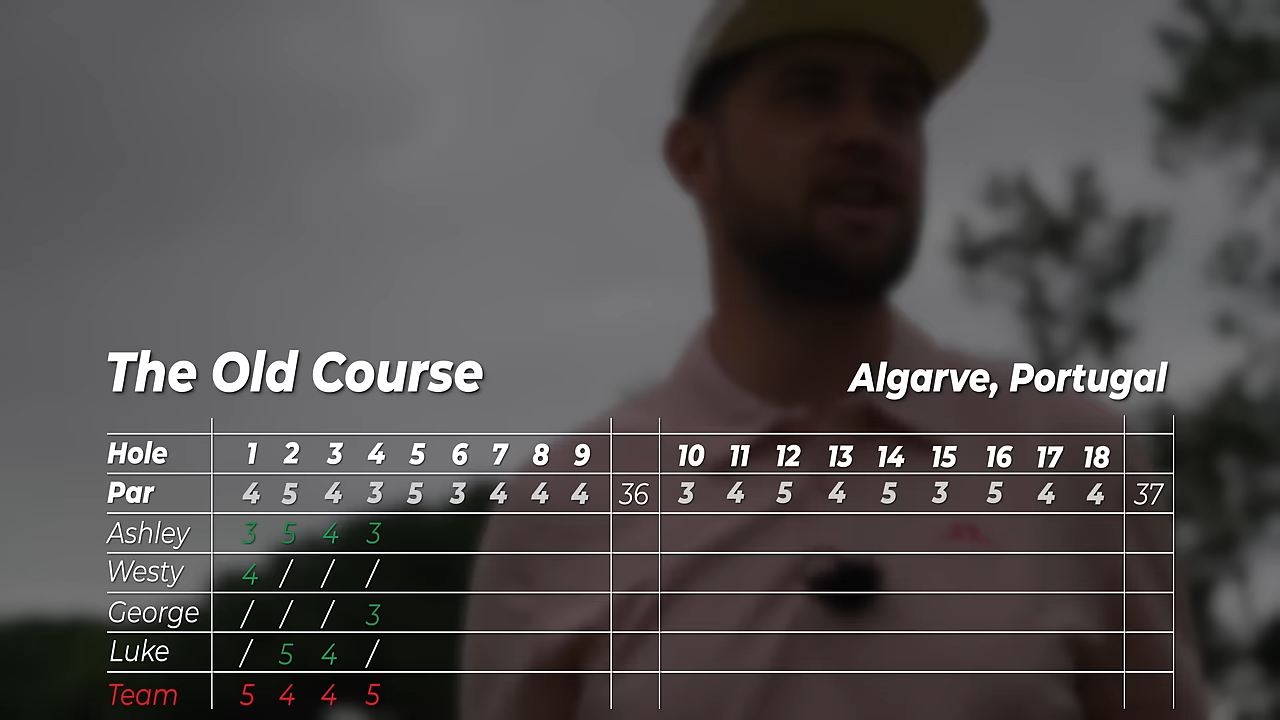 The Old Course Algarve, Portugal
Hole 1 2 3 4 5 6 7 8 9 10 11 12 13 14 15 16 17 18
Par 4 5 4 3 5 3 4 4 4 36 3 4 5 4 5 3 5 4 4 37
Ashley 3 5 4 3
Westy 4 / / /
George / / / 3
Luke / 5 4 /
Team 5 4 4 5